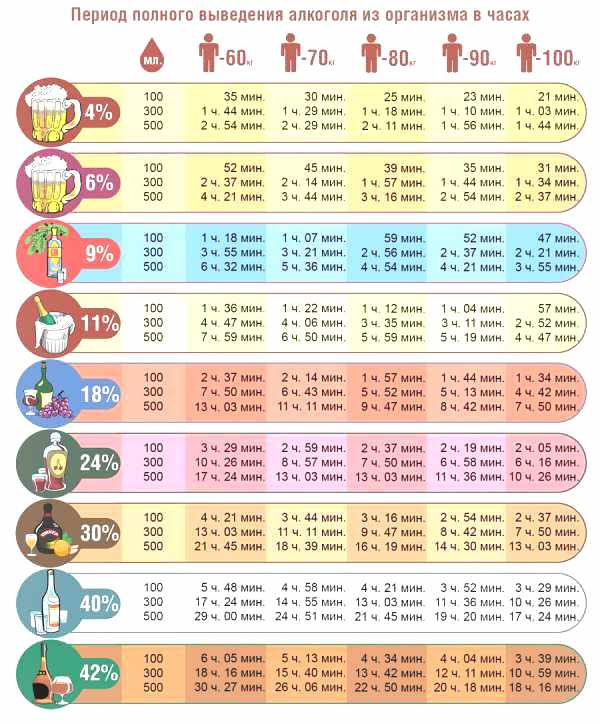 Период полного выведения алкоголя из организма в часах
мл. -60кг -70кг -80кг -90кг -100кг
4% 100 35 мин. 30 мин. 25 мин. 23 мин. 21 мин.
300 1 ч. 44 мин. 1 ч. 29 мин. 1 ч. 18 мин. 1 ч. 10 мин. 1 ч. 03 мин.
500 2 ч. 54 мин. 2 ч. 29 мин. 2 ч. 11 мин. 1 ч. 56 мин. 1 ч. 44 мин.
6% 100 52 мин. 45 мин. 39 мин. 35 мин. 31 мин.
300 2 ч. 37 мин. 2 ч. 14 мин. 1 ч. 57 мин. 1 ч. 44 мин. 1 ч. 34 мин.
500 4 ч. 21 мин. 3 ч. 44 мин. 3 ч. 16 мин. 2 ч. 54 мин. 2 ч. 37 мин.
9% 100 1 ч. 18 мин. 1 ч. 07 мин. 59 мин. 52 мин. 47 мин.
300 3 ч. 55 мин. 3 ч. 21 мин. 2 ч. 56 мин. 2 ч. 37 мин. 2 ч. 21 мин.
500 6 ч. 32 мин. 5 ч. 36 мин. 4 ч. 54 мин. 4 ч. 21 мин. 3 ч. 55 мин.
11% 100 1 ч. 36 мин. 1 ч. 22 мин. 1 ч. 12 мин. 1 ч. 04 мин. 57 мин.
300 4 ч. 47 мин. 4 ч. 06 мин. 3 ч. 35 мин. 3 ч. 11 мин. 2 ч. 52 мин.
500 7 ч. 59 мин. 6 ч. 50 мин. 5 ч. 59 мин. 5 ч. 19 мин. 4 ч. 47 мин.
18% 100 2 ч. 37 мин. 2 ч. 14 мин. 1 ч. 57 мин. 1 ч. 44 мин. 1 ч. 34 мин.
300 7 ч. 50 мин. 6 ч. 43 мин. 5 ч. 52 мин. 5 ч. 13 мин. 4 ч. 42 мин.
500 13 ч. 03 мин. 11 ч. 11 мин. 9 ч. 47 мин. 8 ч. 42 мин. 7 ч. 50 мин.
24% 100 3 ч. 29 мин. 2 ч. 59 мин. 2 ч. 37 мин. 2 ч. 19 мин. 2 ч. 05 мин.
300 10 ч. 26 мин. 8 ч. 57 мин. 7 ч. 50 мин. 6 ч. 58 мин. 6 ч. 16 мин.
500 17 ч. 24 мин. 13 ч. 03 мин. 13 ч. 03 мин. 11 ч. 36 мин. 10 ч. 26 мин.
30% 100 4 ч. 21 мин. 3 ч. 44 мин. 3 ч. 16 мин. 2 ч. 54 мин. 2 ч. 37 мин.
300 13 ч. 03 мин. 11 ч. 11 мин. 9 ч. 47 мин. 8 ч. 42 мин. 7 ч. 50 мин.
500 21 ч. 45 мин. 18 ч. 39 мин. 16 ч. 19 мин. 14 ч. 30 мин. 13 ч. 03 мин.
40% 100 5 ч. 48 мин. 4 ч. 58 мин. 4 ч. 21 мин. 3 ч. 52 мин. 3 ч. 29 мин.
300 17 ч. 24 мин. 14 ч. 55 мин. 13 ч. 03 мин. 11 ч. 36 мин. 10 ч. 26 мин.
500 29 ч. 00 мин. 24 ч. 51 мин. 21 ч. 45 мин. 19 ч. 20 мин. 17 ч. 24 мин.
42% 100 6 ч. 05 мин. 5 ч. 13 мин. 4 ч. 34 мин. 4 ч. 04 мин. 3 ч. 39 мин.
300 18 ч. 16 мин. 15 ч. 40 мин. 13 ч. 42 мин. 12 ч. 11 мин. 10 ч. 59 мин.
500 30 ч. 27 мин. 26 ч. 06 мин. 22 ч. 50 мин. 20 ч. 18 мин. 18 ч. 16 мин.